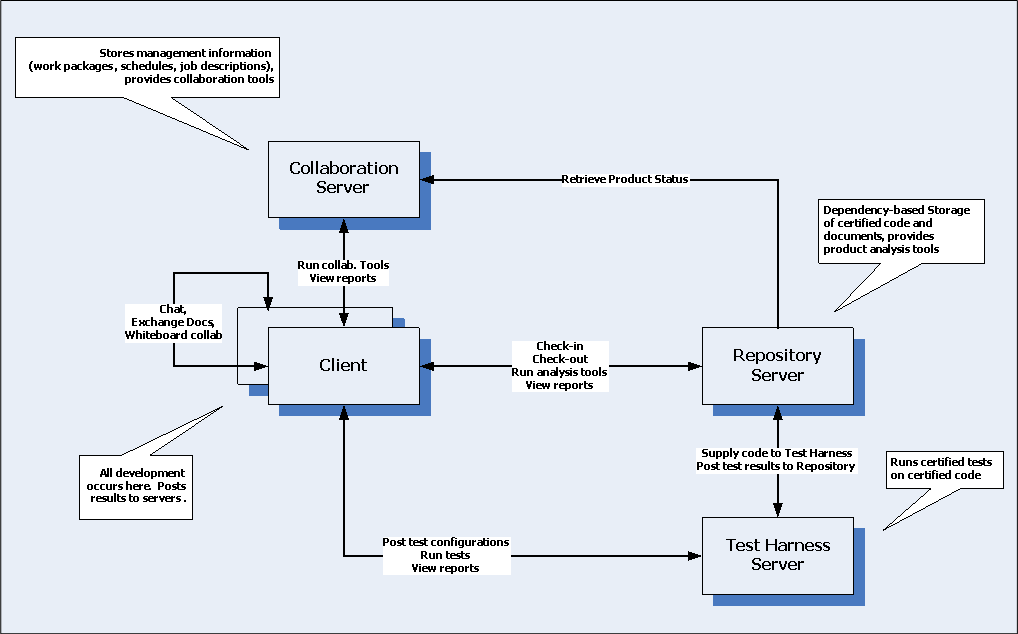 Stores management information
(work packages, schedules, job descriptions),
provides collaboration tools
Collaboration
Server
Retrieve Product Status
Dependency-based Storage
of certified code and
documents, provides
product analysis tools
Run collab. Tools
View reports
Chat,
Exchange Docs,
Whiteboard collab
Client
Check-in
Check-out
Run analysis tools
View reports
Repository
Server
All development
occurs here. Posts
results to servers.
Supply code to Test Harness
Post test results to Repository
Runs certified tests
on certified code
Post test configurations
Run tests
View reports
Test Harness
Server